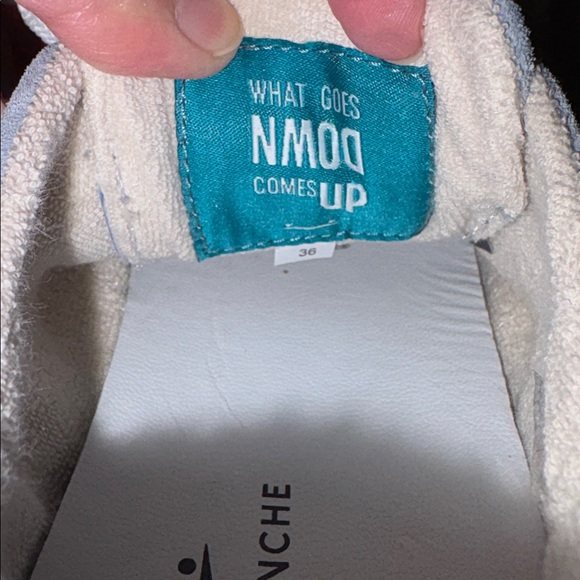 WHAT GOES
DOWN
COMES UP
36
NCHE